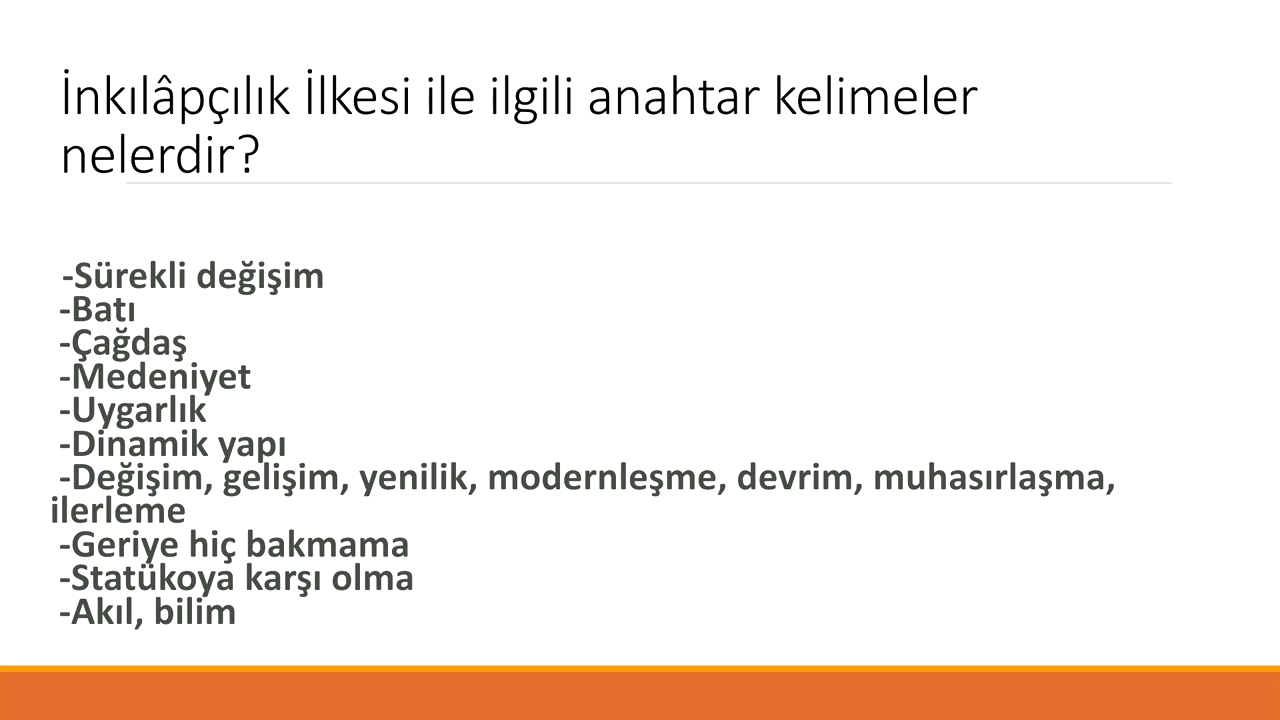 İnkılâpçılık İlkesi ile ilgili anahtar kelimeler
nelerdir?
-Sürekli değişim
-Batı
-Çağdaş
-Medeniyet
-Uygarlık
-Dinamik yapı
-Değişim, gelişim, yenilik, modernleşme, devrim, muhasırlaşma,
ilerleme
-Geriye hiç bakmama
-Statükoya karşı olma
-Akıl, bilim